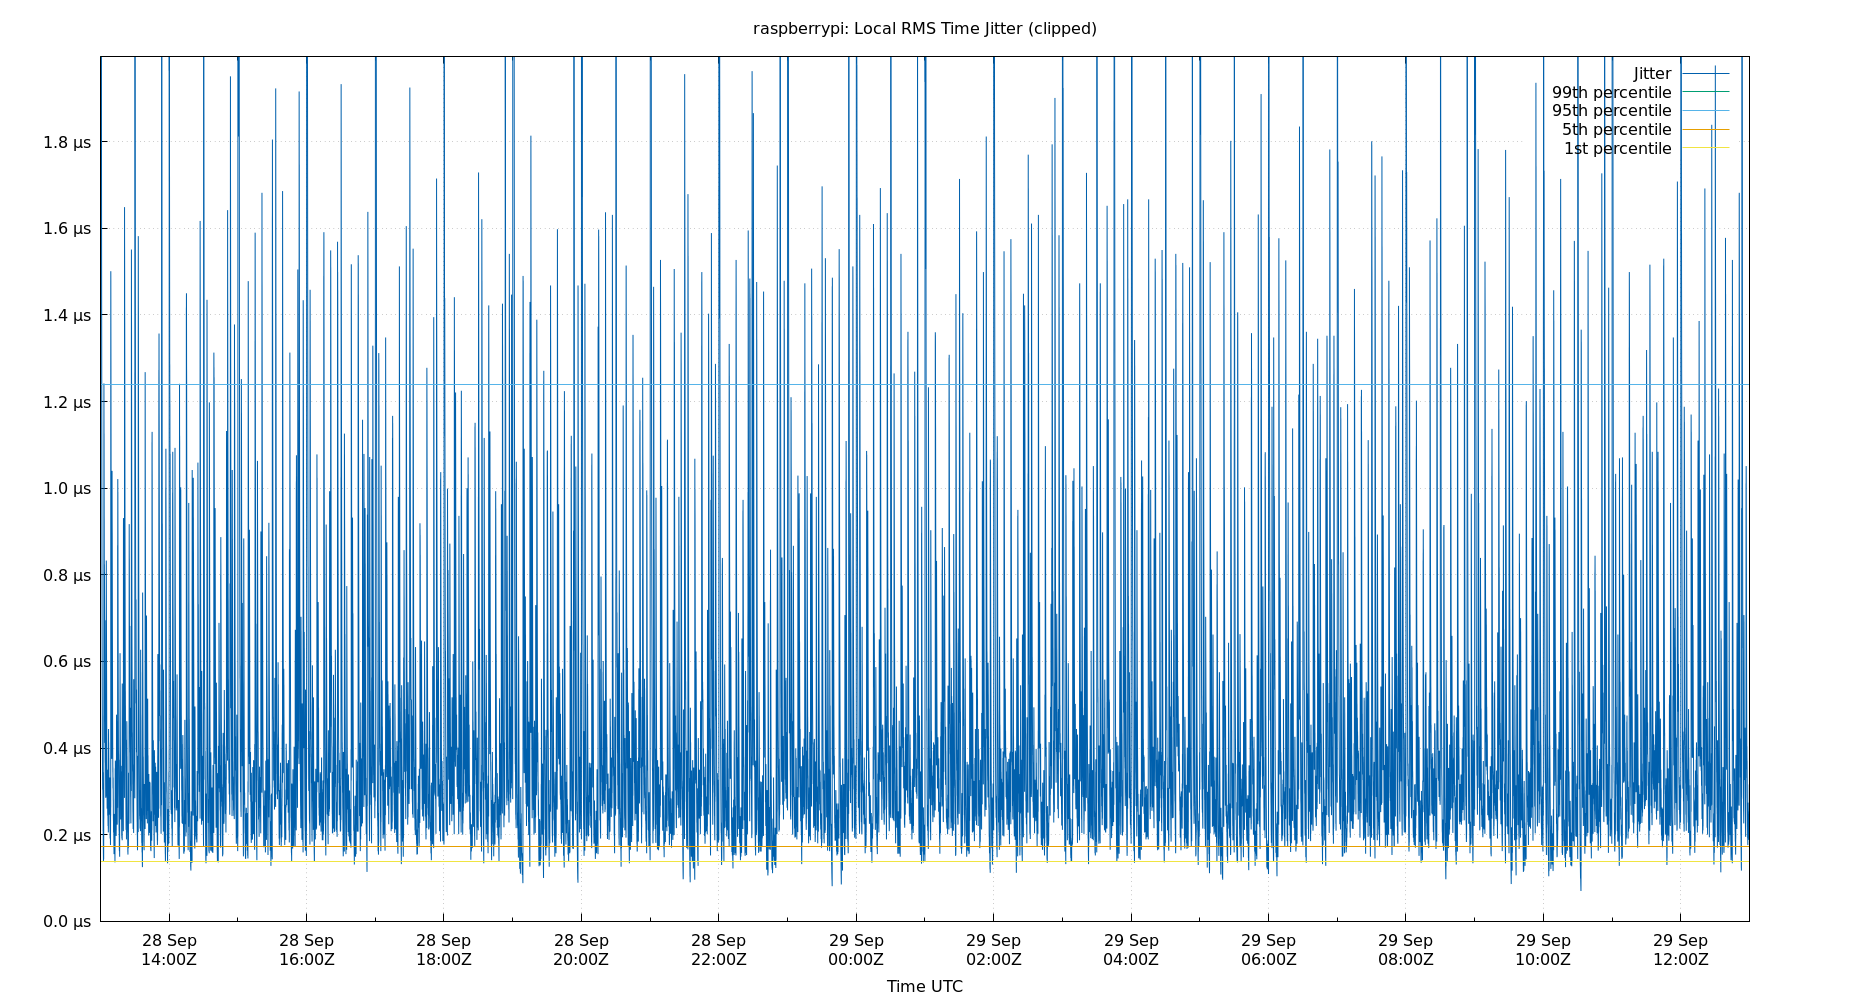 raspberrypi: Local RMS Time Jitter (clipped)
Jitter
99th percentile
95th percentile
5th percentile
1st percentile
1.8 µs
1.6 µs
1.4 µs
1.2 µs
1.0 µs
0.8 µs
0.6 µs
0.4 µs
0.2 µs
0.0 µs
28 Sep 28 Sep 28 Sep 28 Sep 28 Sep 29 Sep 29 Sep 29 Sep 29 Sep 29 Sep 29 Sep 29 Sep
14:00Z 16:00Z 18:00Z 20:00Z 22:00Z 00:00Z 02:00Z 04:00Z 06:00Z 08:00Z 10:00Z 12:00Z
Time UTC